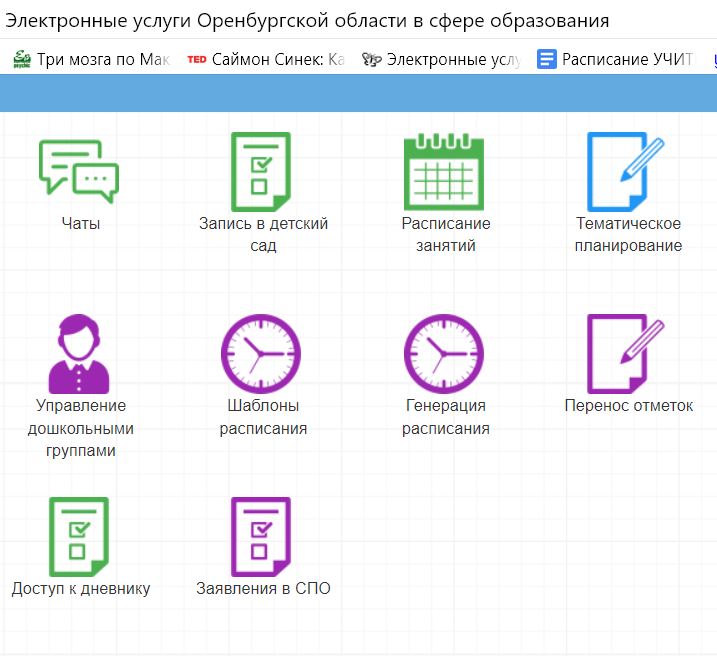 Электронные услуги Оренбургской области в сфере образования
Три мозга по Мак TED Саймон Синек: Ка Электронные услу Расписание УЧИТ
Чаты Запись в детский сад Расписание занятий Тематическое планирование
Управление дошкольными группами Шаблоны расписания Генерация расписания Перенос отметок
Доступ к дневнику Заявления в СПО